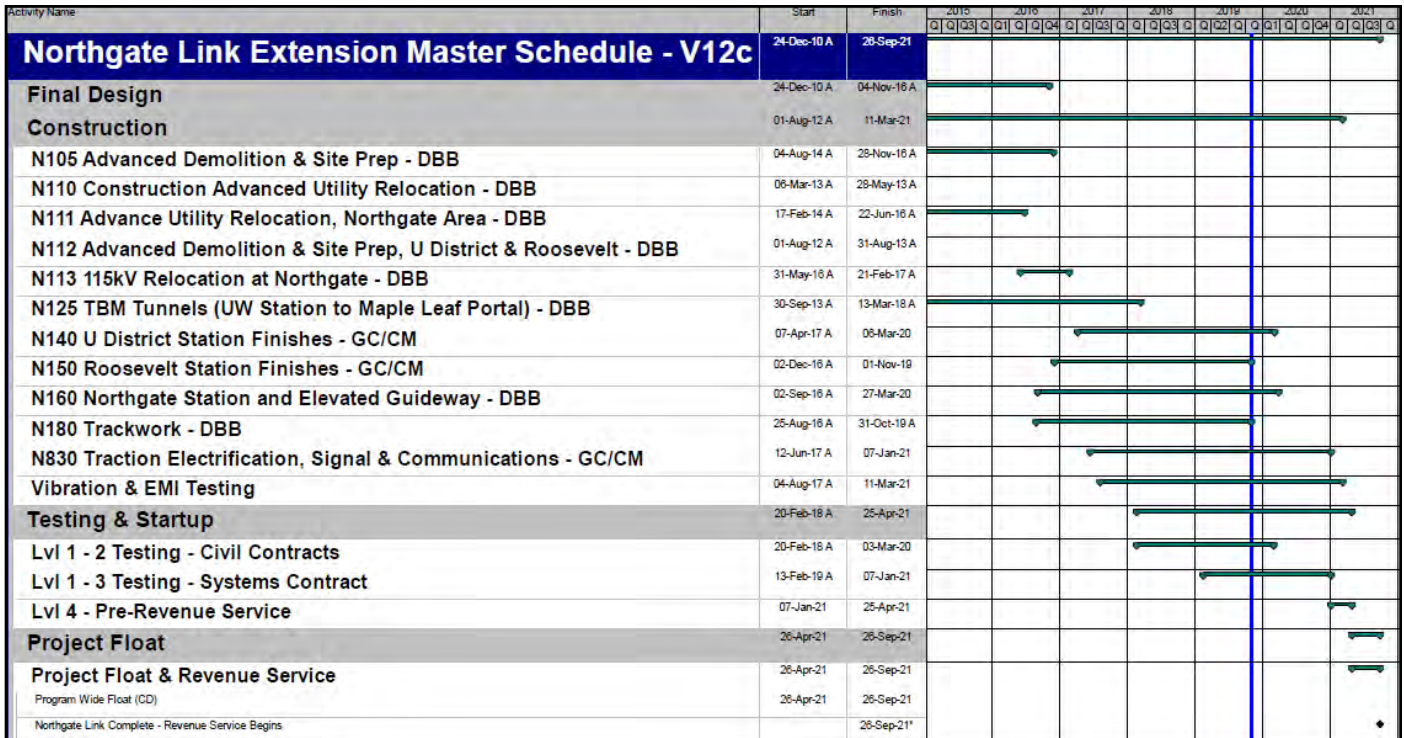 Activity Name Start Finish 2015 2016 2017 2018 2019 2020 2021
Q Q Q3 Q Q1 Q Q Q4 Q Q Q3 Q Q Q Q3 Q Q Q2 Q Q Q1 Q Q Q4 Q Q Q3 Q
Northgate Link Extension Master Schedule - V12c 24-Dec-10 A 26-Sep-21
Final Design 24-Dec-10 A 04-Nov-16 A
Construction 01-Aug-12 A 11-Mar-21
N105 Advanced Demolition & Site Prep - DBB 04-Aug-14 A 28-Nov-16 A
N110 Construction Advanced Utility Relocation - DBB 06-Mar-13 A 28-May-13 A
N111 Advance Utility Relocation, Northgate Area - DBB 17-Feb-14 A 22-Jun-16 A
N112 Advanced Demolition & Site Prep, U District & Roosevelt - DBB 01-Aug-12 A 31-Aug-13 A
N113 115kV Relocation at Northgate - DBB 31-May-16 A 21-Feb-17 A
N125 TBM Tunnels (UW Station to Maple Leaf Portal) - DBB 30-Sep-13 A 13-Mar-18 A
N140 U District Station Finishes - GC/CM 07-Apr-17 A 06-Mar-20
N150 Roosevelt Station Finishes - GC/CM 02-Dec-16 A 01-Nov-19
N160 Northgate Station and Elevated Guideway - DBB 02-Sep-16 A 27-Mar-20
N180 Trackwork - DBB 25-Aug-16 A 31-Oct-19 A
N830 Traction Electrification, Signal & Communications - GC/CM 12-Jun-17 A 07-Jan-21
Vibration & EMI Testing 04-Aug-17 A 11-Mar-21
Testing & Startup 20-Feb-18 A 25-Apr-21
Lvl 1 - 2 Testing - Civil Contracts 20-Feb-18 A 03-Mar-20
Lvl 1 - 3 Testing - Systems Contract 13-Feb-19 A 07-Jan-21
Lvl 4 - Pre-Revenue Service 07-Jan-21 25-Apr-21
Project Float 26-Apr-21 26-Sep-21
Project Float & Revenue Service 26-Apr-21 26-Sep-21
Program Wide Float (CD) 26-Apr-21 26-Sep-21
Northgate Link Complete - Revenue Service Begins 26-Sep-21*